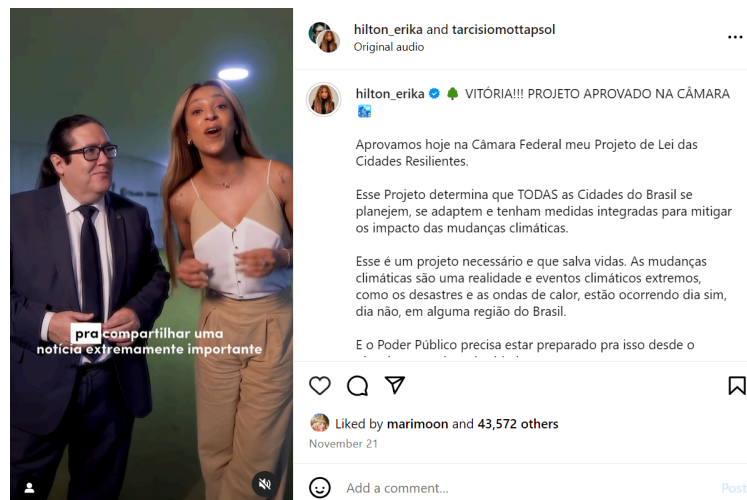 hilton_erika and tarcisiomottapsol
Original audio
hilton_erika VITÓRIA!!! PROJETO APROVADO NA CÂMARA
Aprovamos hoje na Câmara Federal meu Projeto de Lei das
Cidades Resilientes.
Esse Projeto determina que TODAS as Cidades do Brasil se
planejem, se adaptem e tenham medidas integradas para mitigar
os impacto das mudanças climáticas.
Esse é um projeto necessário e que salva vidas. As mudanças
climáticas são uma realidade e eventos climáticos extremos,
como os desastres e as ondas de calor, estão ocorrendo dia sim,
dia não, em alguma região do Brasil.
E o Poder Público precisa estar preparado pra isso desde o
pra compartilhar uma
notícia extremamente importante
Liked by marimoon and 43,572 others
November 21
Add a comment...
Post